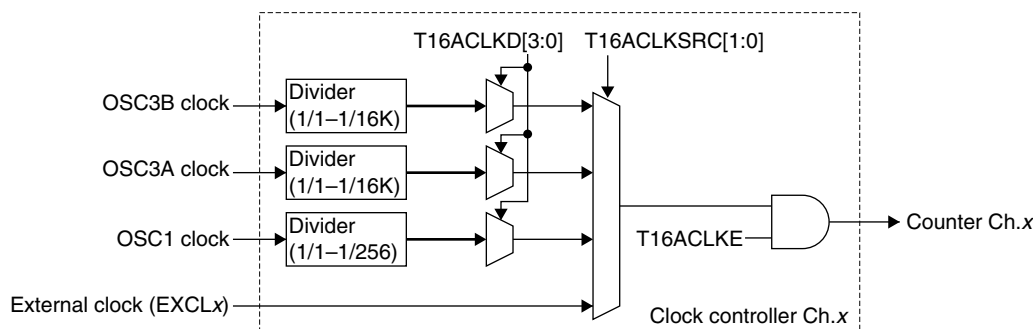 T16ACLKD[3:0]
T16ACLKSRC[1:0]
OSC3B clock
Divider
(1/1–1/16K)
OSC3A clock
Divider
(1/1–1/16K)
OSC1 clock
Divider
(1/1–1/256)
T16ACLKE
Counter Ch.x
External clock (EXCLx)
Clock controller Ch.x